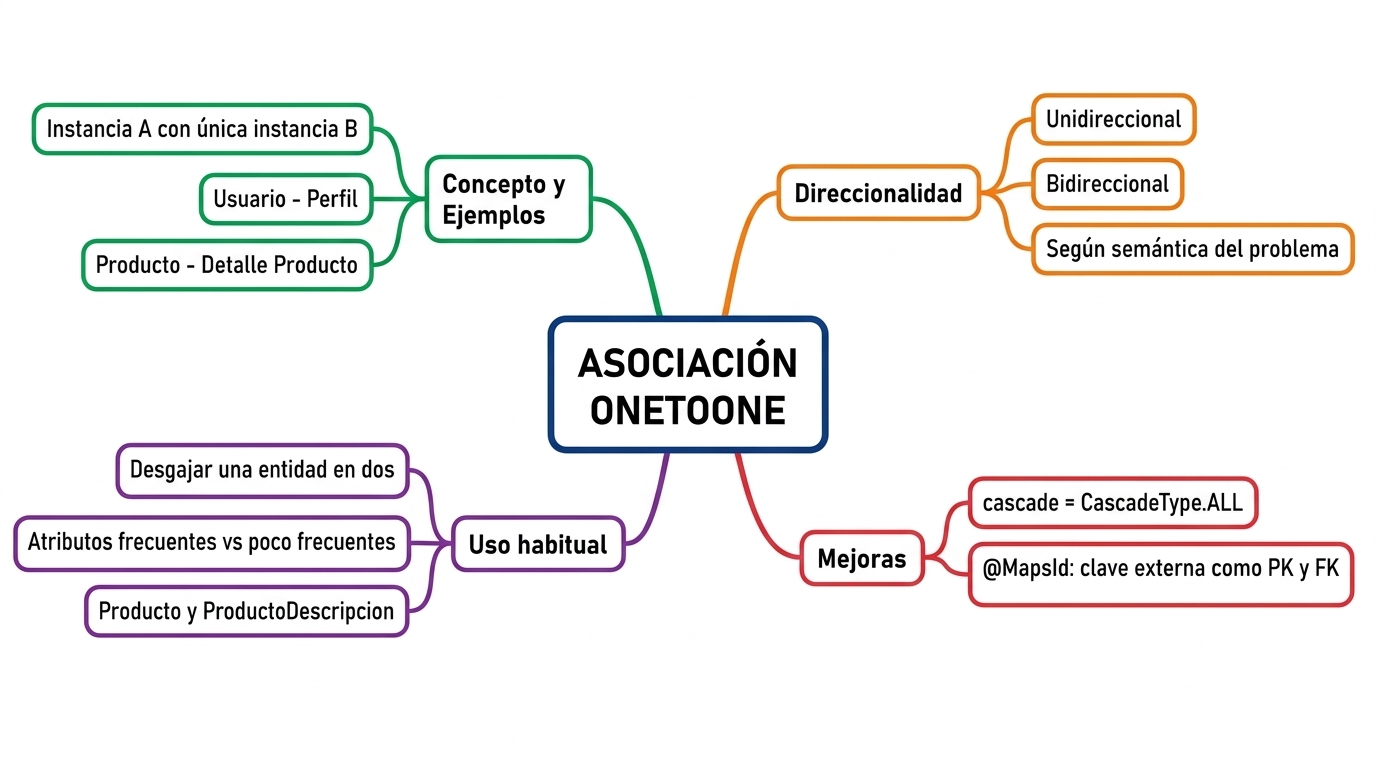 ASOCIACIÓN
ONETOONE
Concepto y
Ejemplos
Instancia A con única instancia B
Usuario - Perfil
Producto - Detalle Producto
Direccionalidad
Unidireccional
Bidireccional
Según semántica del problema
Uso habitual
Desgajar una entidad en dos
Atributos frecuentes vs poco frecuentes
Producto y ProductoDescripcion
Mejoras
cascade = CascadeType.ALL
@MapsId: clave externa como PK y FK